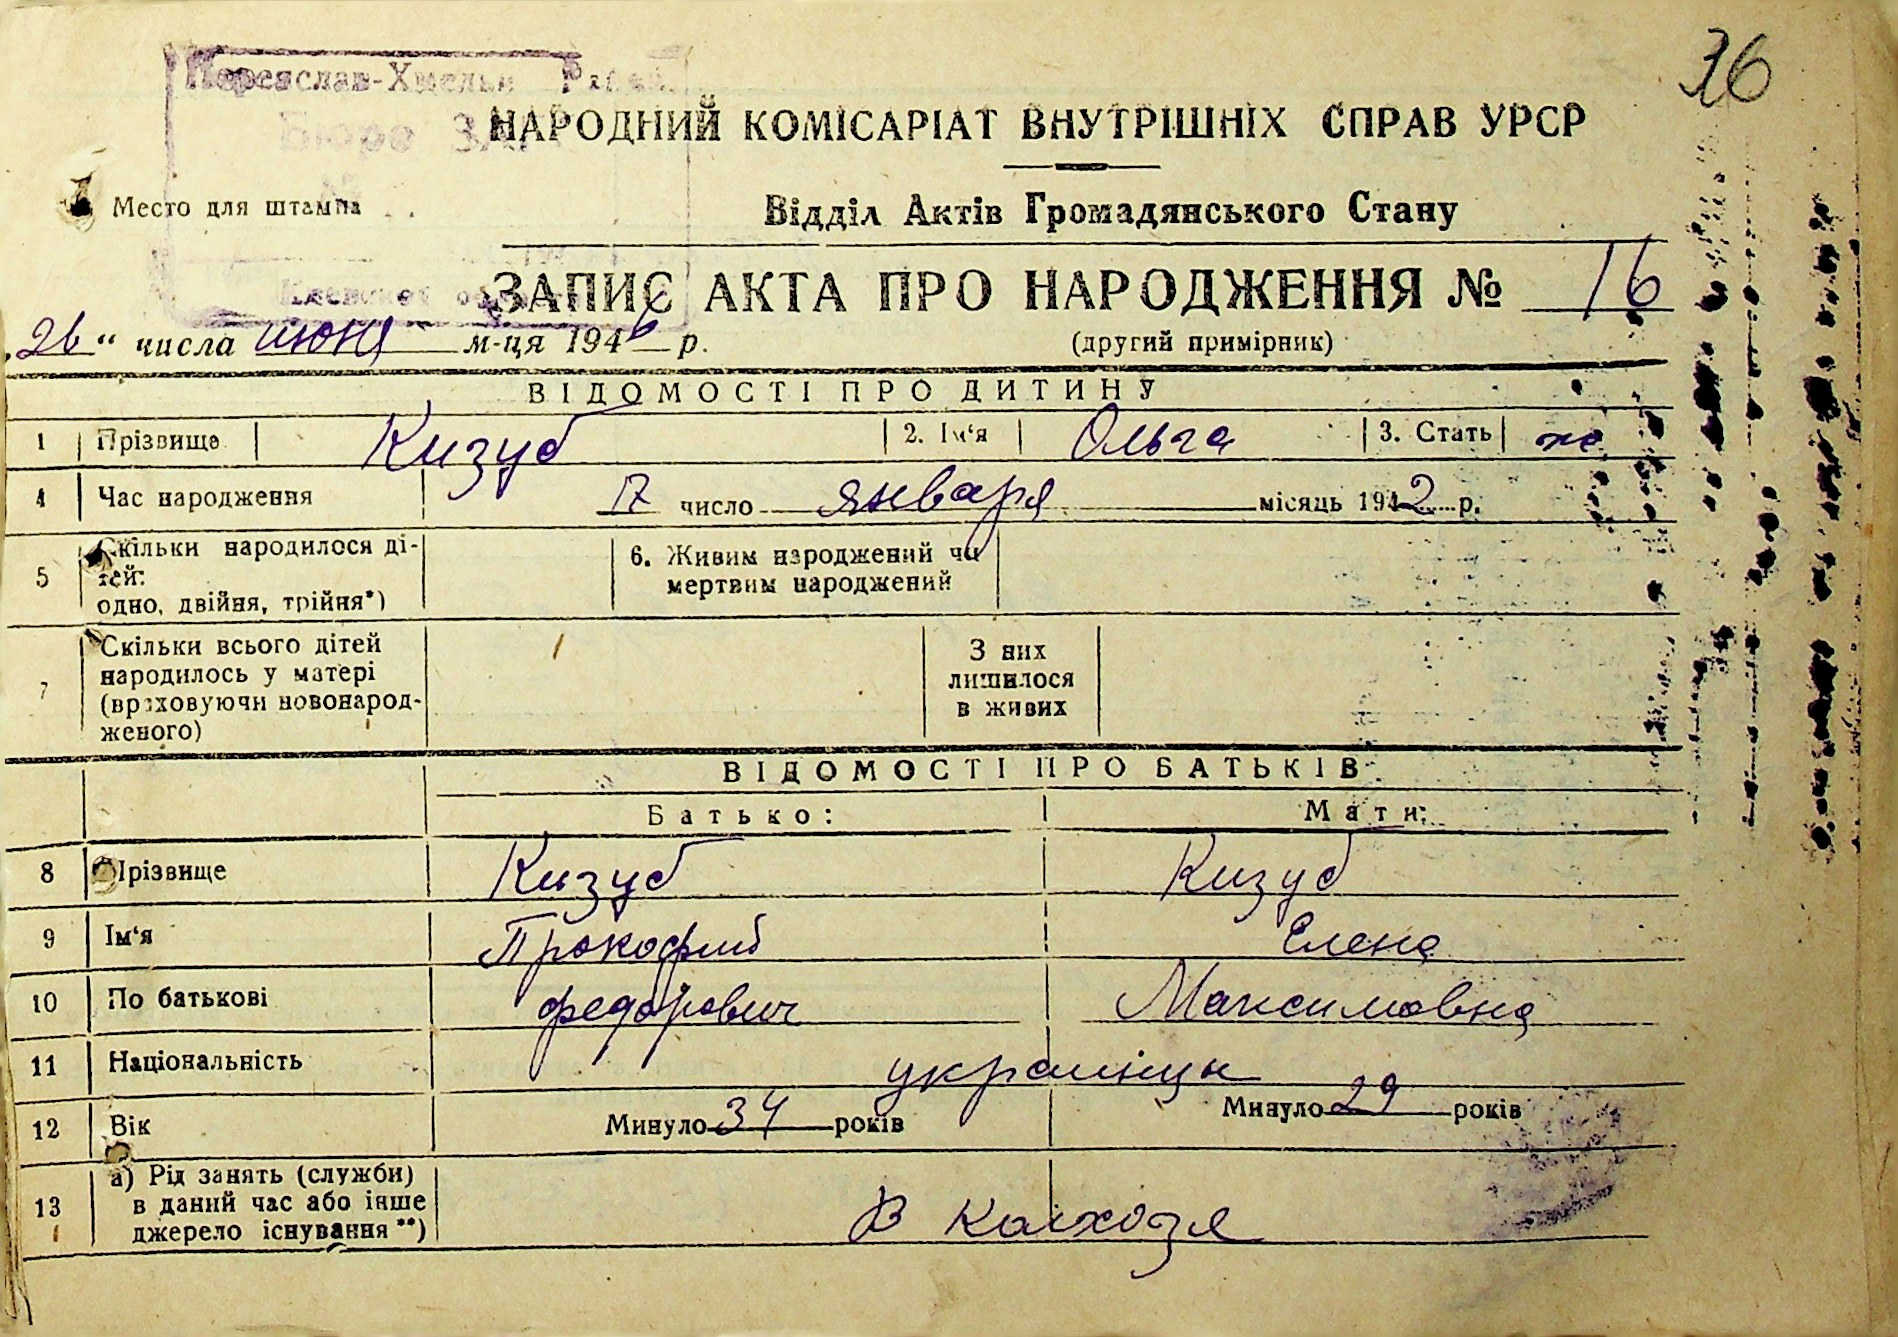 36
Переяслав-Хмельн
Бюро ЗАГ
НАРОДНИЙ КОМІСАРІАТ ВНУТРІШНІХ СПРАВ УРСР
Место для штампа
Відділ Актів Громадянського Стану
ЗАПИС АКТА ПРО НАРОДЖЕННЯ № 16
„26“ числа июня м-ця 1946 р. (другий примірник)
ВІДОМОСТІ ПРО ДИТИНУ
1 Прізвище Кизуб 2. Ім‘я Ольга 3. Стать ж.
4 Час народження 17 число января місяць 1942 р.
5 Скільки народилося дітей: одно, двійня, трійня*) 6. Живим народжений чи мертвим народжений
7 Скільки всього дітей народилось у матері (враховуючи новонародженого) З них лишилося в живих
ВІДОМОСТІ ПРО БАТЬКІВ
Батько: Мати:
8 Прізвище Кизуб Кизуб
9 Ім‘я Прокофий Елена
10 По батькові федорович Максимовна
11 Національність украинцы
12 Вік Минуло 34 років Минуло 29 років
13 а) Рід занять (служби) в даний час або інше джерело існування**) В колхозя